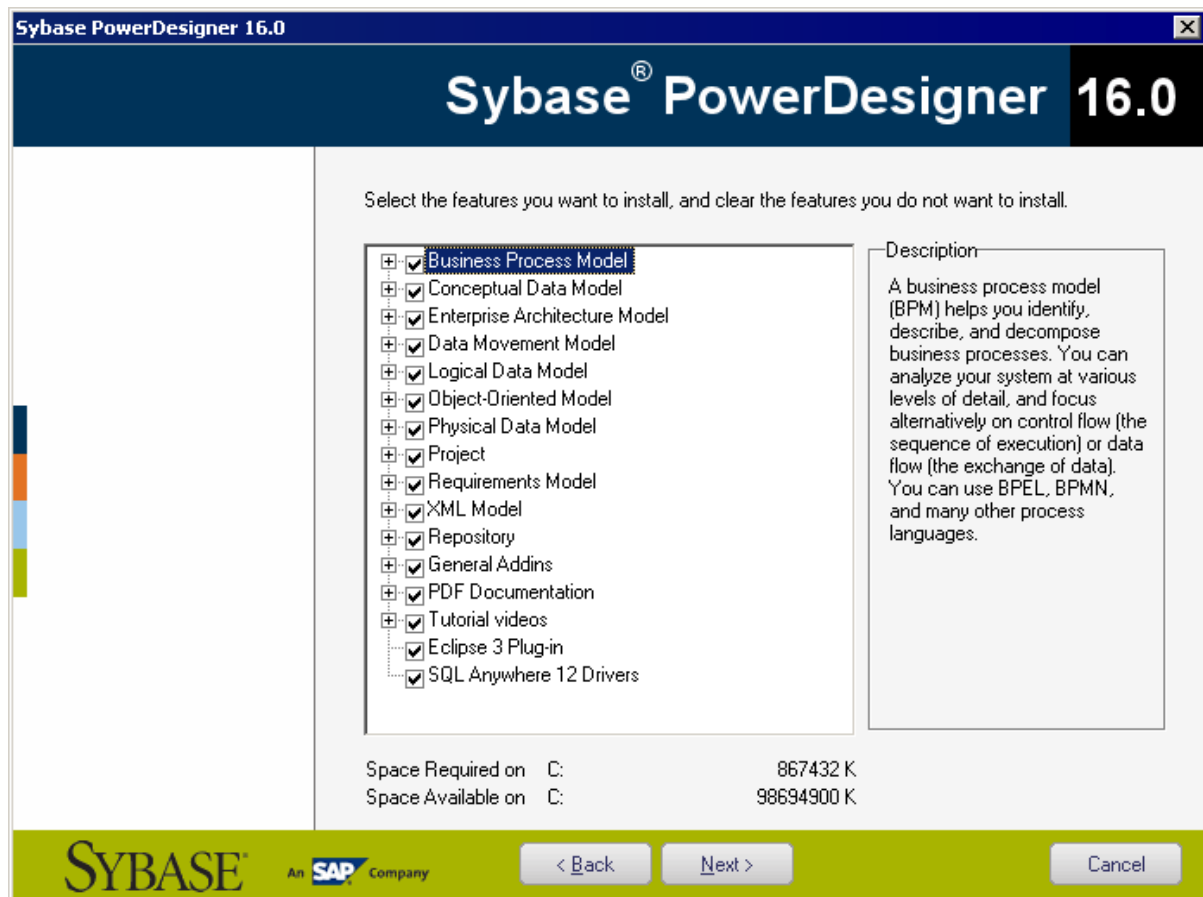 Sybase PowerDesigner 16.0
Sybase® PowerDesigner 16.0
Select the features you want to install, and clear the features you do not want to install.
Business Process Model
Conceptual Data Model
Enterprise Architecture Model
Data Movement Model
Logical Data Model
Object-Oriented Model
Physical Data Model
Project
Requirements Model
XML Model
Repository
General Addins
PDF Documentation
Tutorial videos
Eclipse 3 Plug-in
SQL Anywhere 12 Drivers
Description
A business process model
(BPM) helps you identify,
describe, and decompose
business processes. You can
analyze your system at various
levels of detail, and focus
alternatively on control flow (the
sequence of execution) or data
flow (the exchange of data).
You can use BPEL, BPMN,
and many other process
languages.
Space Required on C: 867432 K
Space Available on C: 98694900 K
SYBASE An SAP Company
< Back
Next >
Cancel